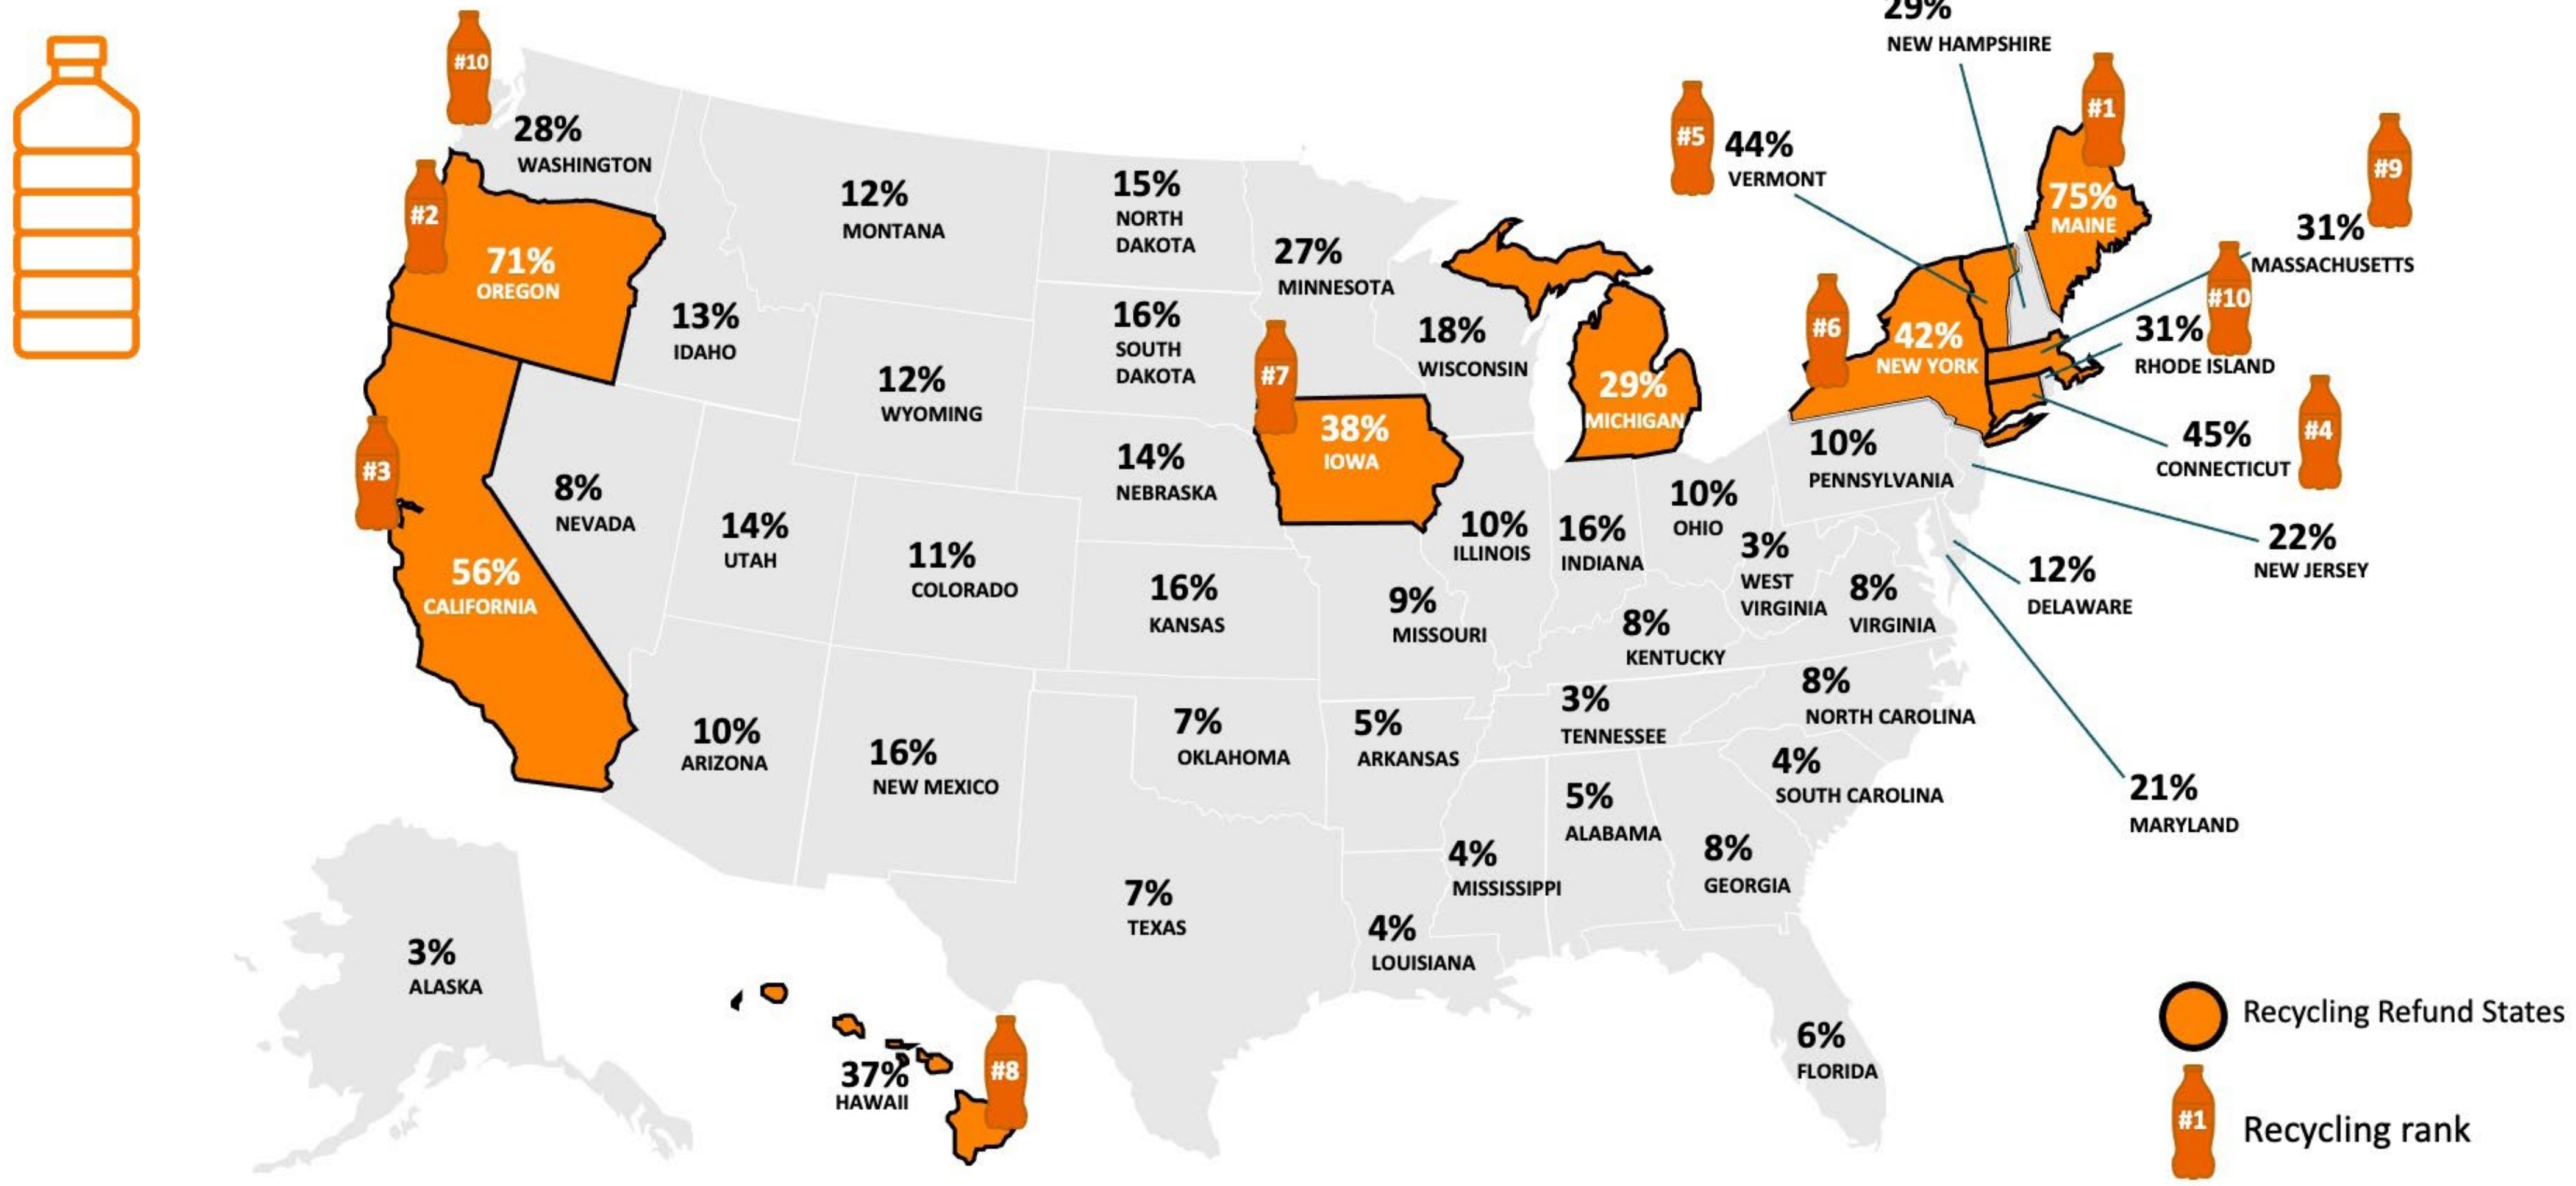 29%
NEW HAMPSHIRE
#10
28%
WASHINGTON
#2
71%
OREGON
#3
56%
CALIFORNIA
8%
NEVADA
13%
IDAHO
12%
MONTANA
12%
WYOMING
14%
UTAH
11%
COLORADO
10%
ARIZONA
16%
NEW MEXICO
15%
NORTH
DAKOTA
16%
SOUTH
DAKOTA
14%
NEBRASKA
16%
KANSAS
7%
OKLAHOMA
7%
TEXAS
27%
MINNESOTA
#7
38%
IOWA
9%
MISSOURI
5%
ARKANSAS
4%
LOUISIANA
18%
WISCONSIN
10%
ILLINOIS
29%
MICHIGAN
16%
INDIANA
10%
OHIO
8%
KENTUCKY
3%
TENNESSEE
4%
MISSISSIPPI
5%
ALABAMA
8%
GEORGIA
6%
FLORIDA
4%
SOUTH CAROLINA
8%
NORTH CAROLINA
3%
WEST
VIRGINIA
8%
VIRGINIA
10%
PENNSYLVANIA
#6
42%
NEW YORK
#5
44%
VERMONT
#1
75%
MAINE
#9
31%
MASSACHUSETTS
#10
31%
RHODE ISLAND
#4
45%
CONNECTICUT
22%
NEW JERSEY
12%
DELAWARE
21%
MARYLAND
3%
ALASKA
37%
HAWAII
#8
Recycling Refund States
#1
Recycling rank